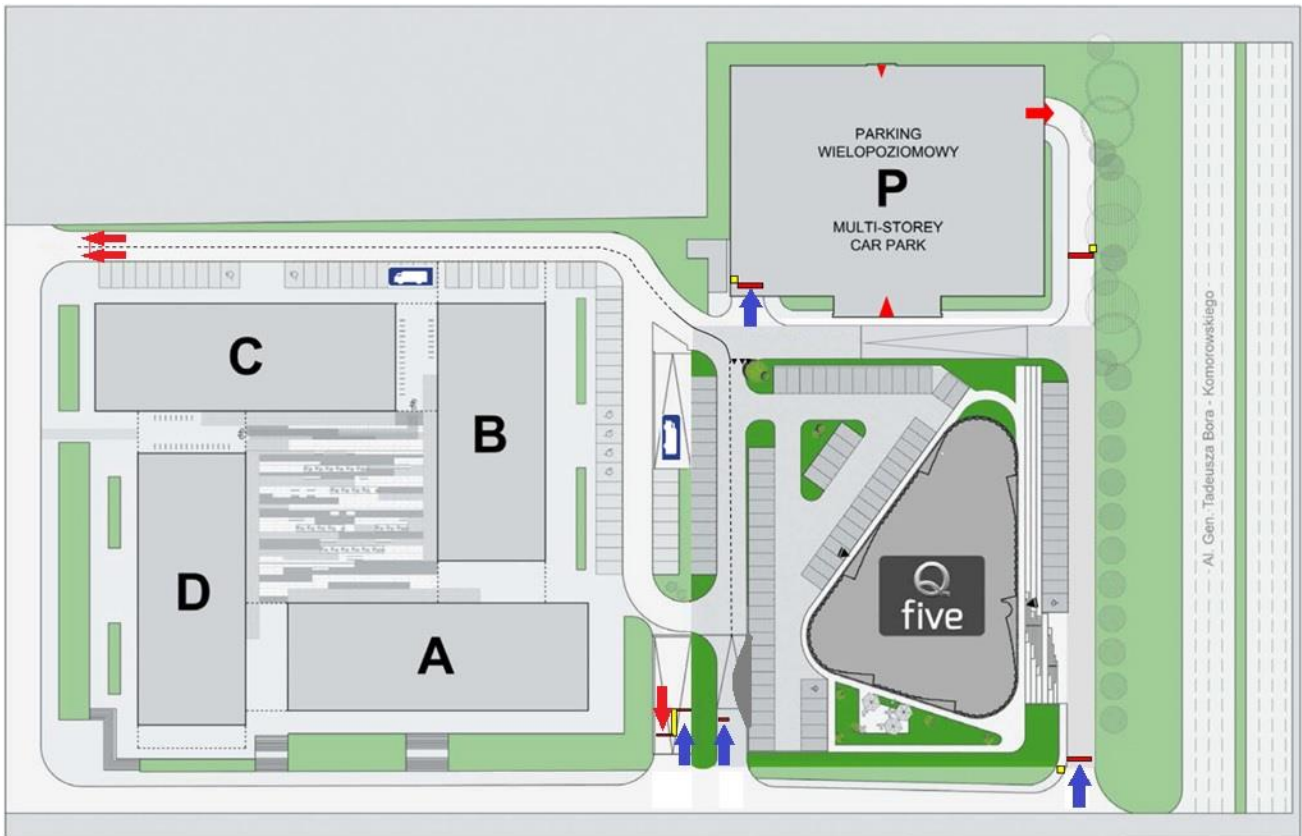 PARKING
WIELOPOZIOMOWY
P
MULTI-STOREY
CAR PARK
C
B
D
A
Q
five
Al. Gen. Tadeusza Bora - Komorowskiego